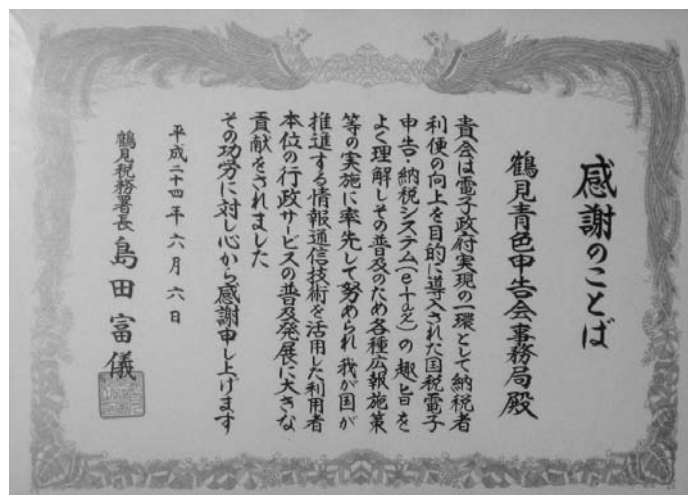 感謝のことば
鶴見青色申告会事務局殿
貴会は電子政府実現の一環として納税者
利便の向上を目的に導入された国税電子
申告・納税システム(e-tax)の趣旨を
よく理解しその普及のため各種広報施策
等の実施に率先して努められ 我が国が
推進する情報通信技術を活用した利用者
本位の行政サービスの普及発展に大きな
貢献をされました
その功労に対し心から感謝申し上げます
平成二十四年六月六日
鶴見税務署長 島田富儀